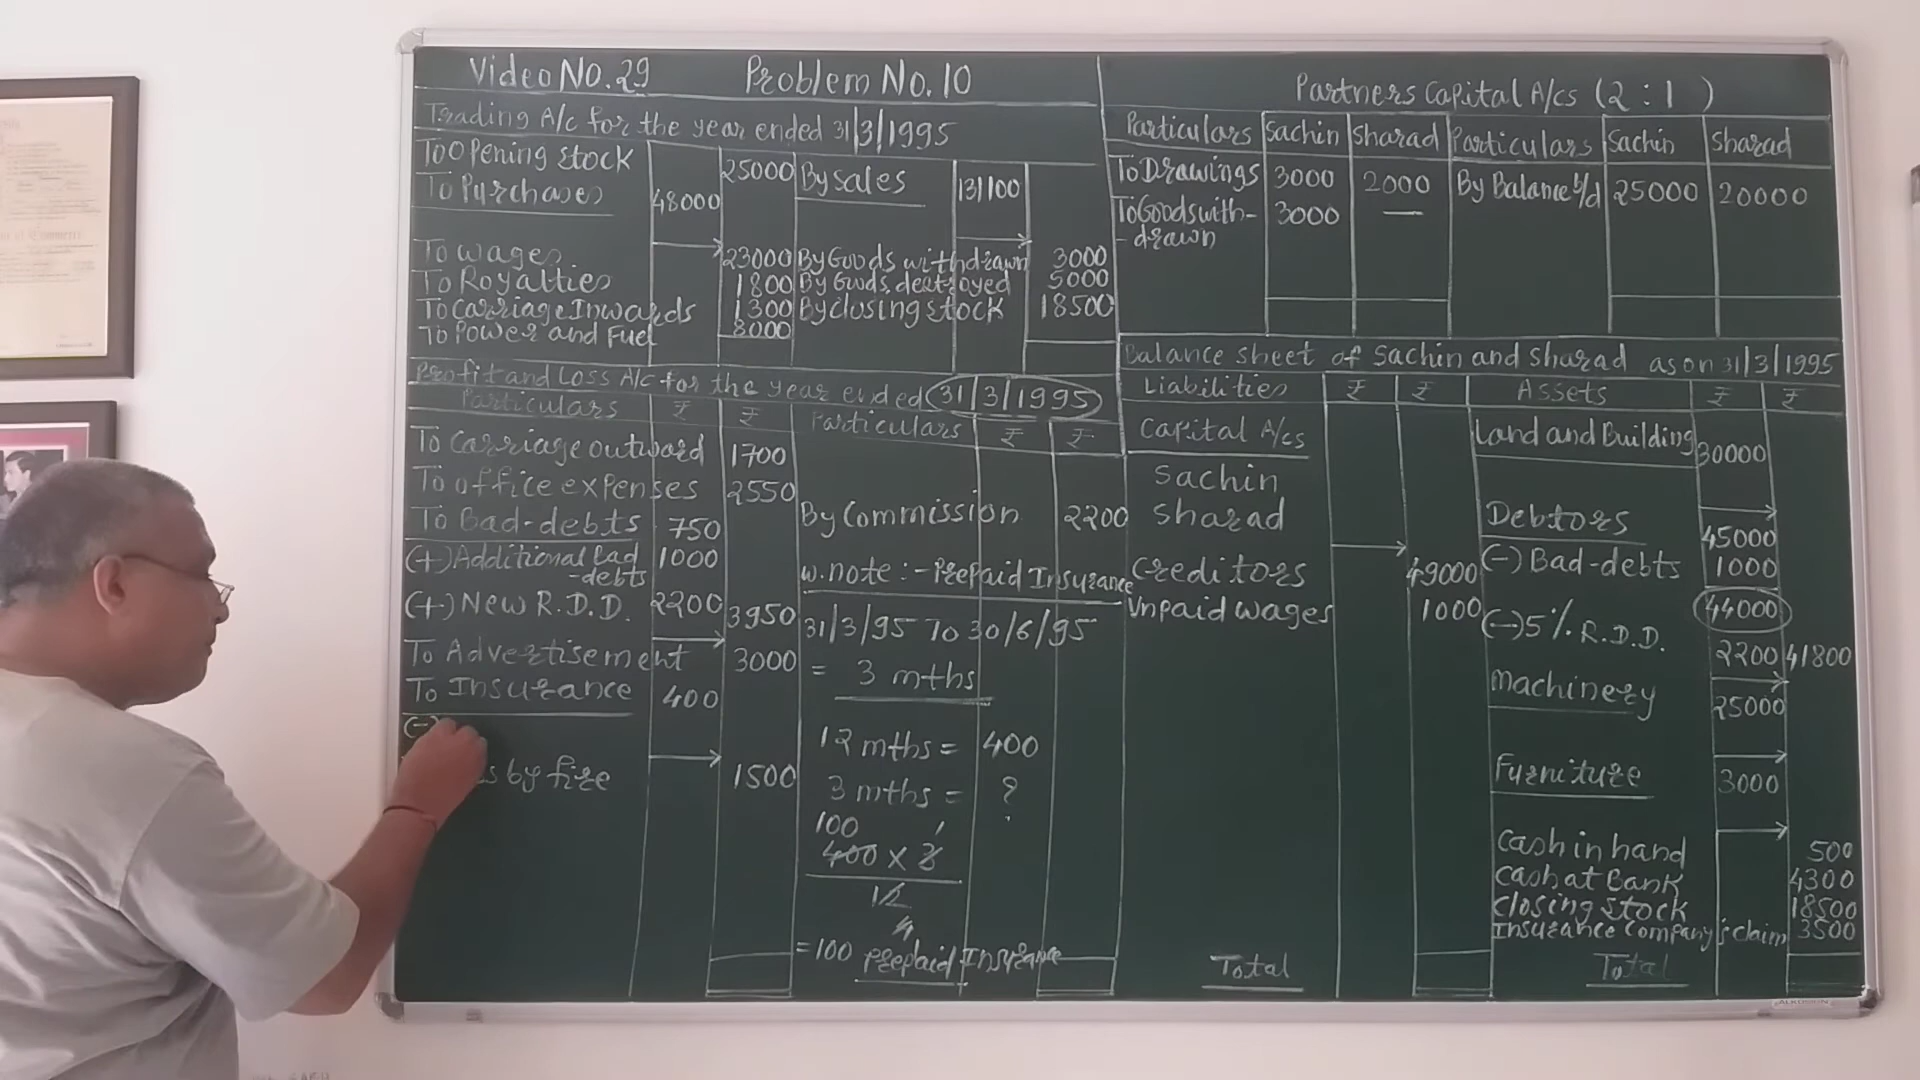 Video No. 29 Problem No. 10
Trading A/c for the year ended 31/3/1995
To Opening stock 25000 By sales 131100
To Purchases 48000
To wages 23000 By Goods withdrawn 3000
To Royalties 1800 By Goods destroyed 5000
To Carriage Inwards 1300 By closing stock 18500
To Power and Fuel 8000
Profit and Loss A/c for the year ended 31/3/1995
Particulars ₹ ₹ Particulars ₹ ₹
To Carriage outward 1700
To office expenses 2550
By Commission 2200
To Bad-debts 750
(+) Additional bad-debts 1000
(+) New R.D.D. 2200 3950
To Advertisement 3000
To Insurance 400
(-)
by fire 1500
w.note :- Prepaid Insurance
31/3/95 To 30/6/95
= 3 mths
12 mths = 400
3 mths = ?
100
400 x 3
12
4
= 100 Prepaid Insurance
Partners Capital A/cs (2 : 1 )
Particulars Sachin Sharad Particulars Sachin Sharad
To Drawings 3000 2000 By Balance b/d 25000 20000
To Goods with- 3000 —
- drawn
Balance sheet of Sachin and Sharad as on 31/3/1995
Liabilities ₹ ₹ Assets ₹ ₹
Capital A/cs
Sachin
Sharad
Creditors 49000
Unpaid wages 1000
Total
Land and Building 30000
Debtors 45000
(-) Bad-debts 1000
44000
(-) 5% R.D.D. 2200 41800
Machinery 25000
Furniture 3000
Cash in hand 500
Cash at Bank 4300
Closing Stock 18500
Insurance Company's claim 3500
Total